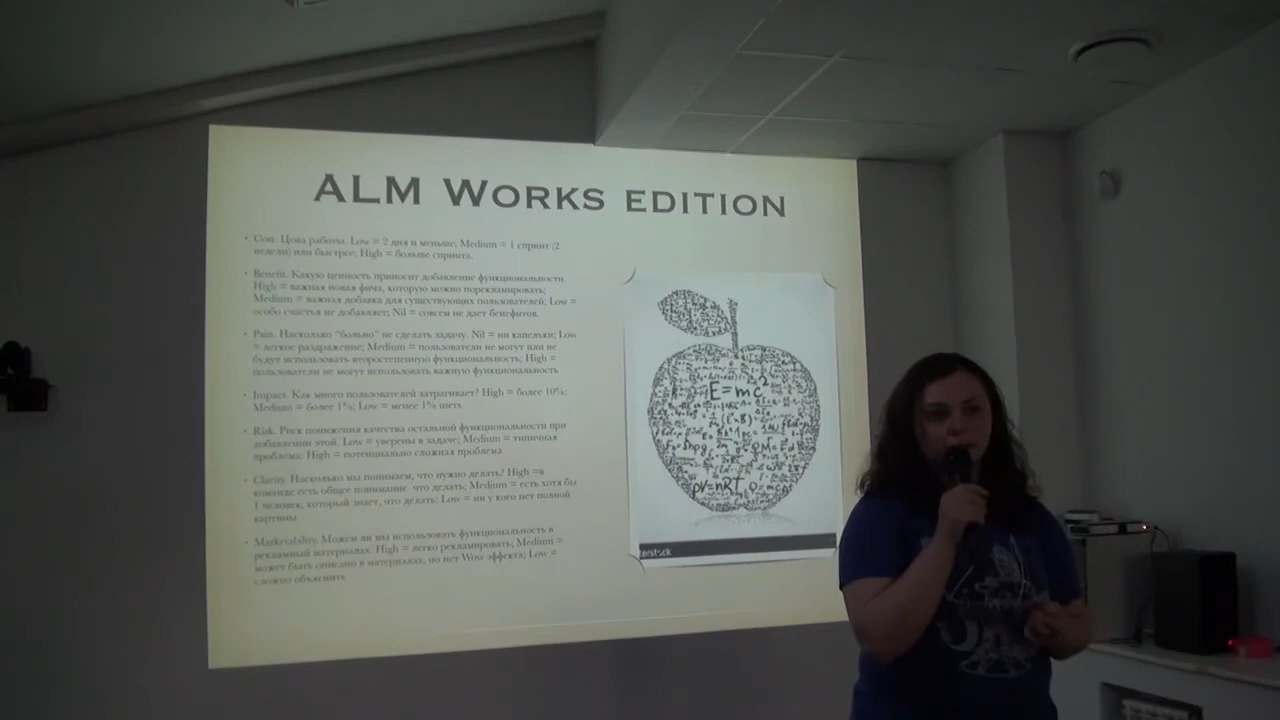 ALM Works edition
• Cost. Цена работы. Low = 2 дня и меньше; Medium = 1 спринт (2
недели) или быстрее; High = больше спринта.
• Benefit. Какую ценность приносит добавление функциональности.
High = важная новая фича, которую можно порекламировать;
Medium = важная добавка для существующих пользователей; Low =
особо счастья не добавляет; Nil = совсем не дает бенефитов.
• Pain. Насколько "больно" не сделать задачу. Nil = ни капельки; Low
= легкое раздражение; Medium = пользователи не могут или не
будут использовать второстепенную функциональность; High =
пользователи не могут использовать важную функциональность
• Impact. Как много пользователей затрагивает? High = более 10%;
Medium = более 1%; Low = менее 1% users.
• Risk. Риск понижения качества остальной функциональности при
добавлении этой. Low = уверены в задаче; Medium = типичная
проблема; High = потенциально сложная проблема
• Clarity. Насколько мы понимаем, что нужно делать? High =в
команде есть общее понимание что делать; Medium = есть хотя бы
1 человек, который знает, что делать; Low = ни у кого нет полной
картины
• Marketability. Можем ли мы использовать функциональность в
рекламный материалах. High = легко рекламировать; Medium =
может быть описано в материалах, но нет Wow эффекта; Low =
сложно объяснить
E=mc²
pV=nRT
terstock